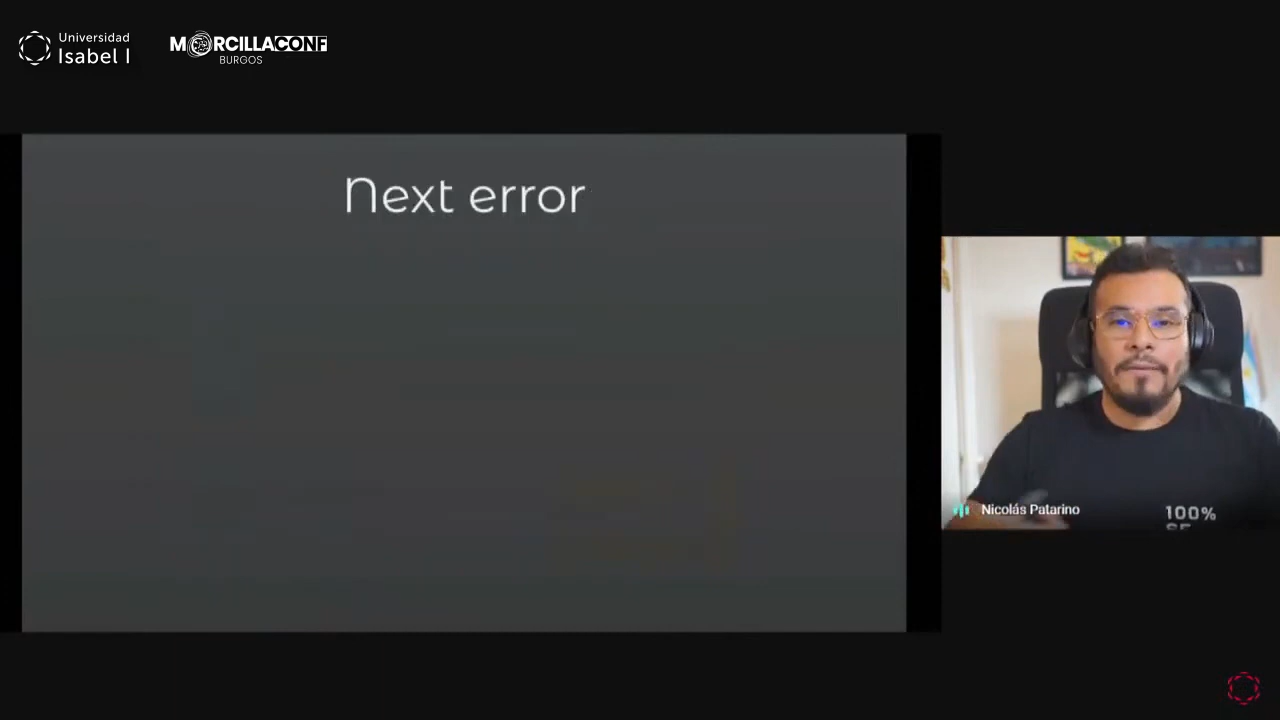 Universidad
Isabel I
MORCILLACONF
BURGOS
Next error
Nicolás Patarino
100%